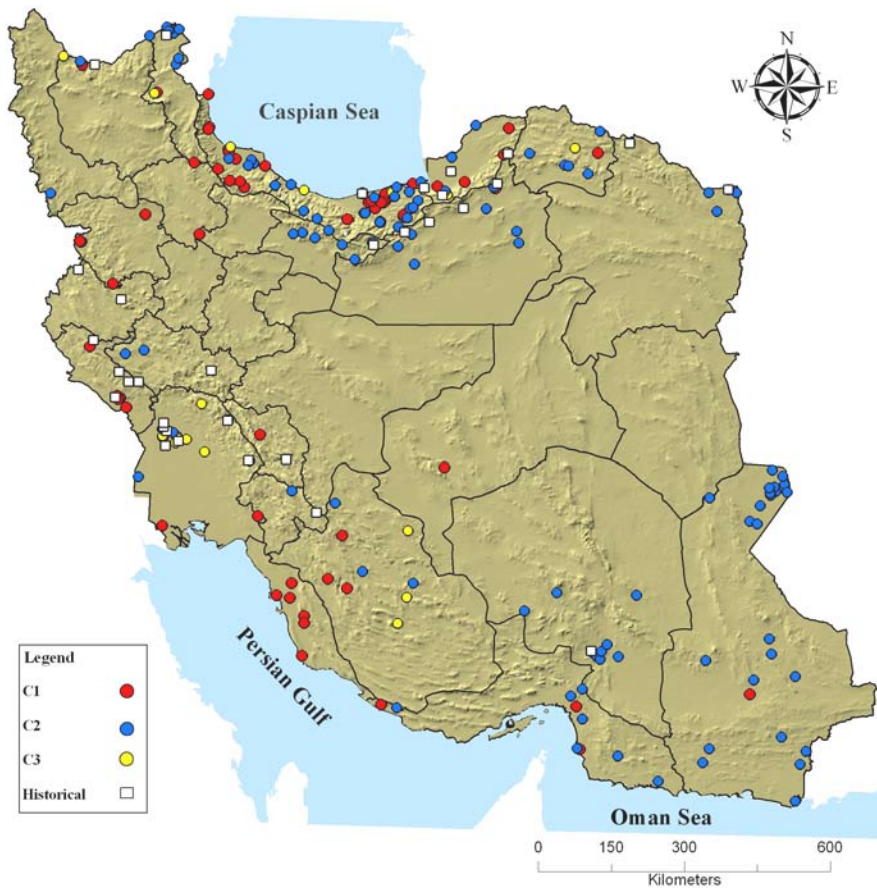 N
W E
S
Caspian Sea
Persian Gulf
Legend
C1
C2
C3
Historical
Oman Sea
0 150 300 600
Kilometers